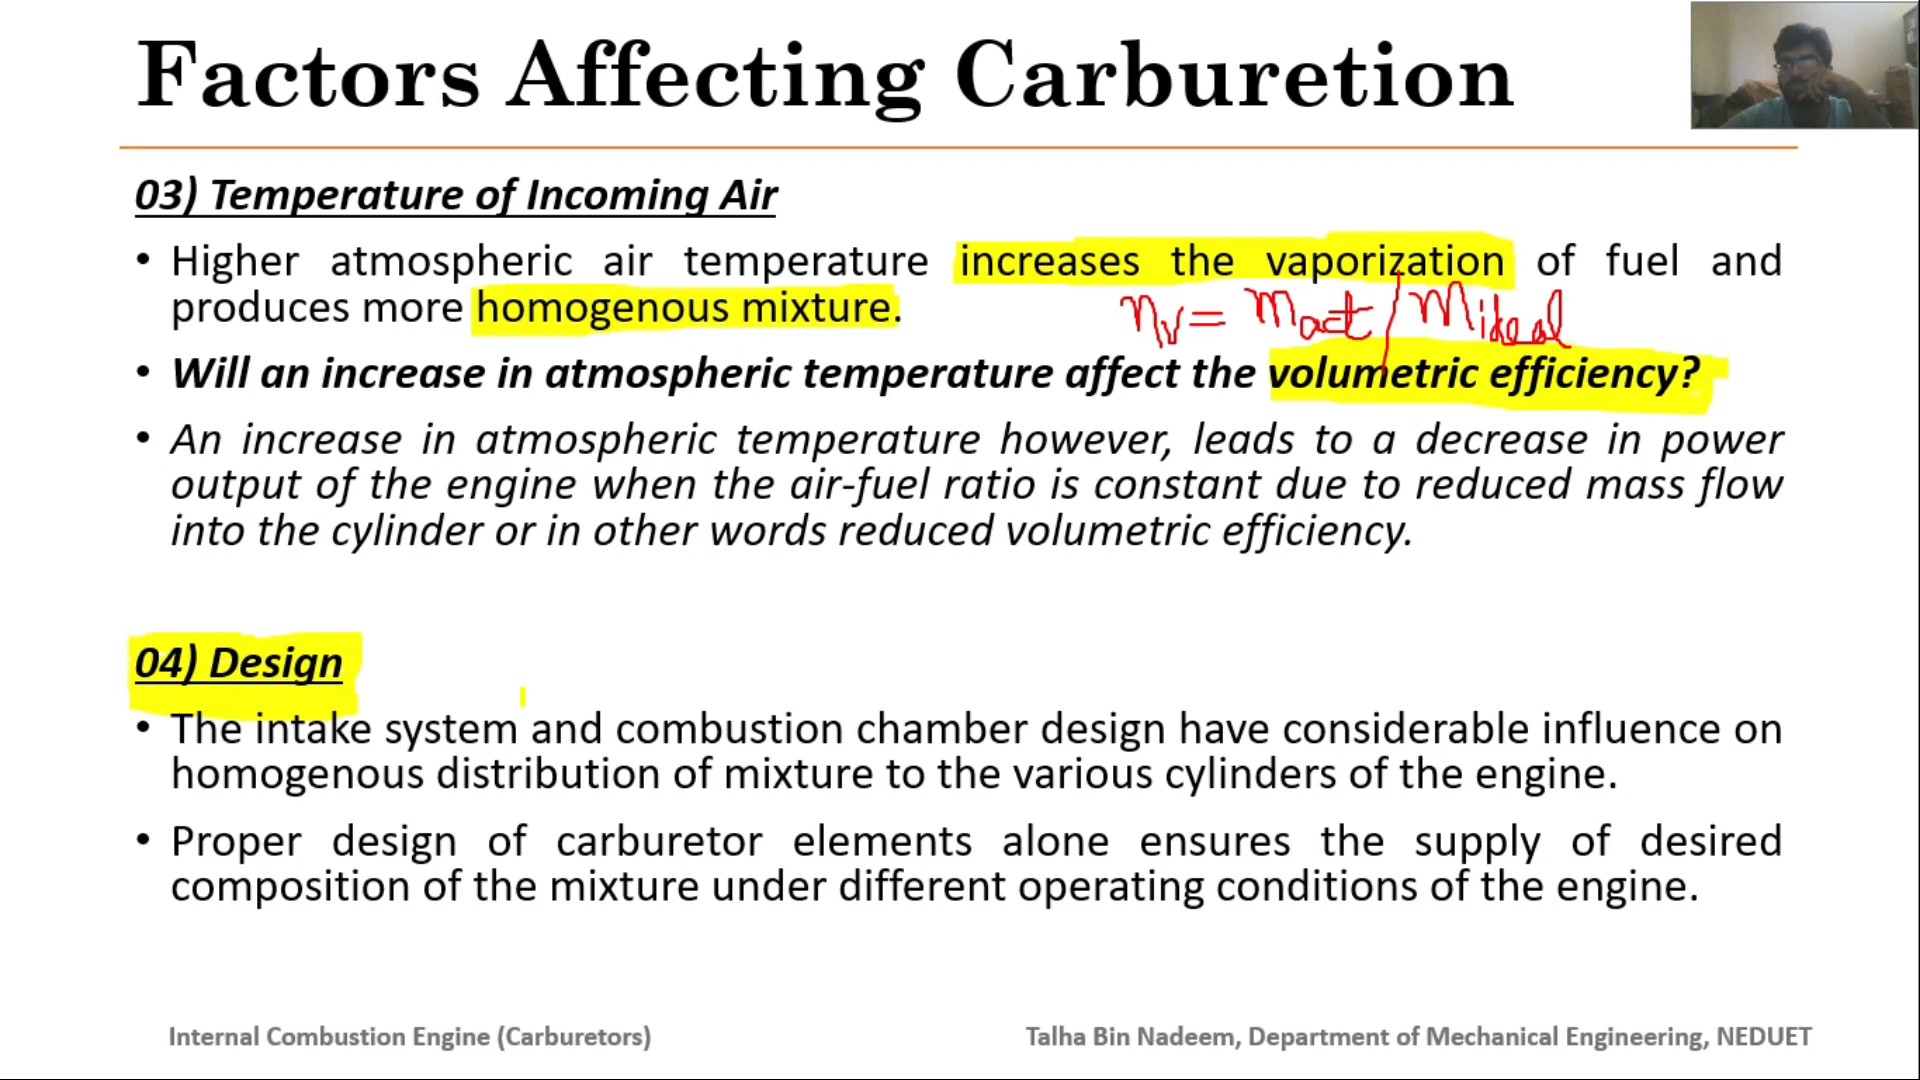 Factors Affecting Carburetion
03) Temperature of Incoming Air
• Higher atmospheric air temperature increases the vaporization of fuel and
produces more homogenous mixture.
ηv = mact / mideal
• Will an increase in atmospheric temperature affect the volumetric efficiency?
• An increase in atmospheric temperature however, leads to a decrease in power
output of the engine when the air-fuel ratio is constant due to reduced mass flow
into the cylinder or in other words reduced volumetric efficiency.
04) Design
• The intake system and combustion chamber design have considerable influence on
homogenous distribution of mixture to the various cylinders of the engine.
• Proper design of carburetor elements alone ensures the supply of desired
composition of the mixture under different operating conditions of the engine.
Internal Combustion Engine (Carburetors)
Talha Bin Nadeem, Department of Mechanical Engineering, NEDUET